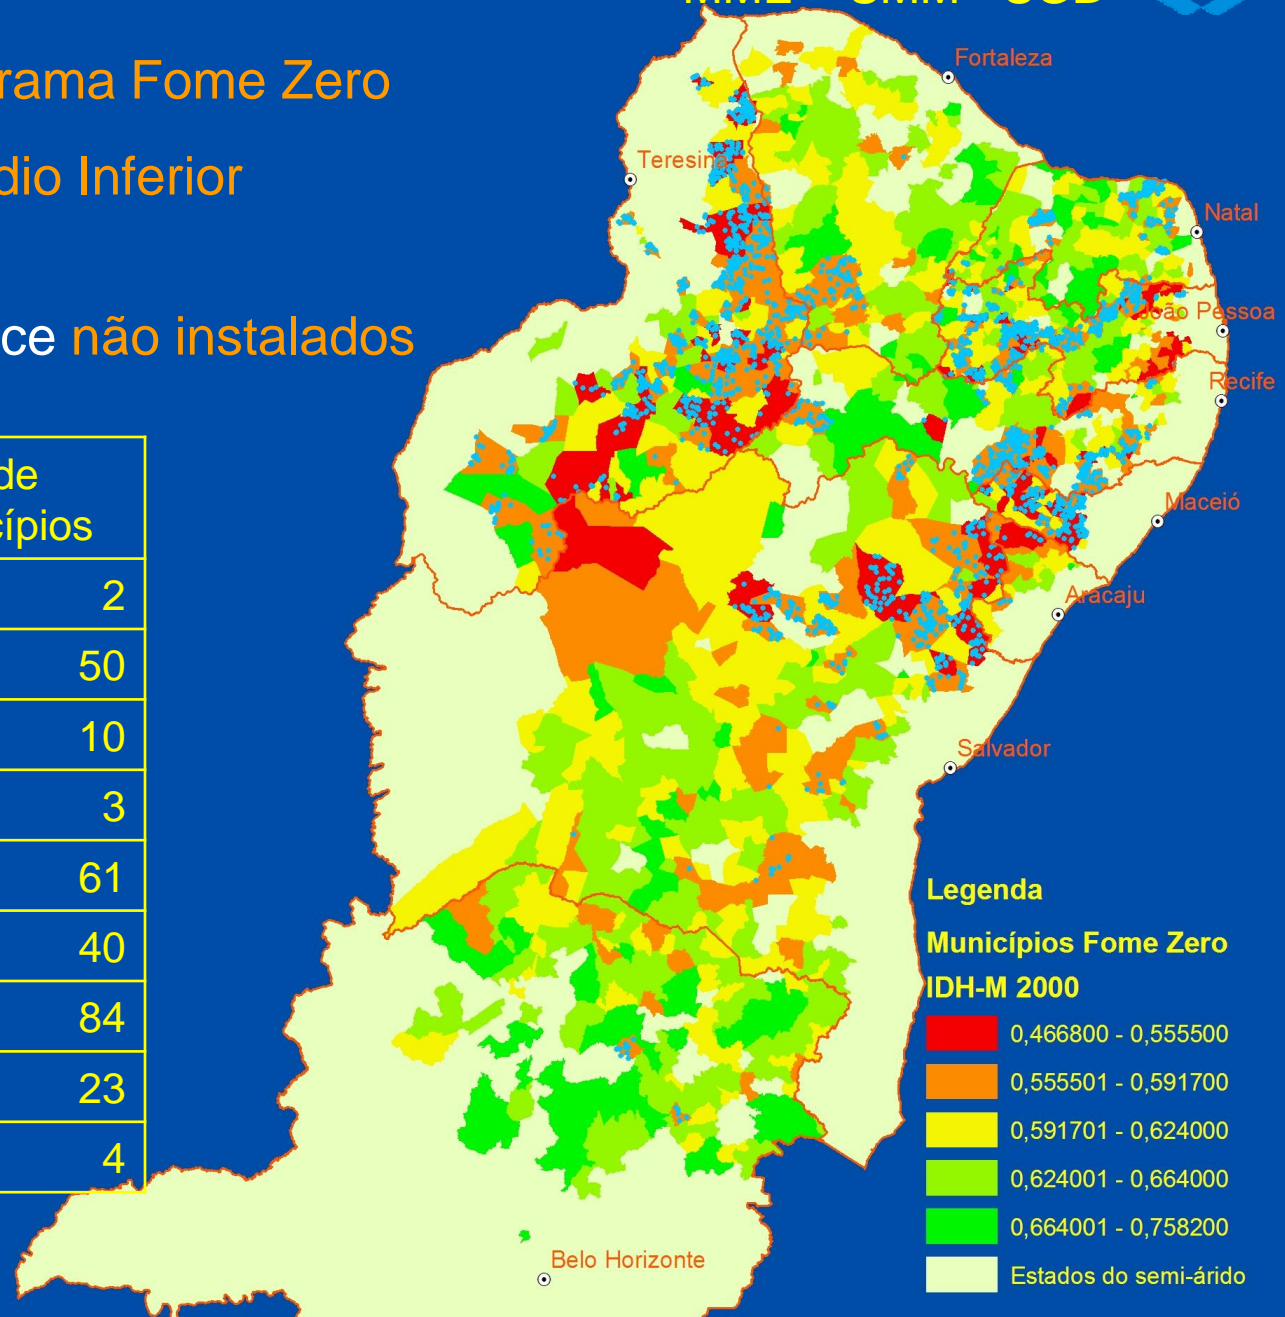 MME - SMM - SGB
rama Fome Zero
dio Inferior
ce não instalados
de
cípios
2
50
10
3
61
40
84
23
4
Fortaleza
Teresina
Natal
João Pessoa
Recife
Maceió
Aracaju
Salvador
Belo Horizonte
Legenda
Municípios Fome Zero
IDH-M 2000
0,466800 - 0,555500
0,555501 - 0,591700
0,591701 - 0,624000
0,624001 - 0,664000
0,664001 - 0,758200
Estados do semi-árido